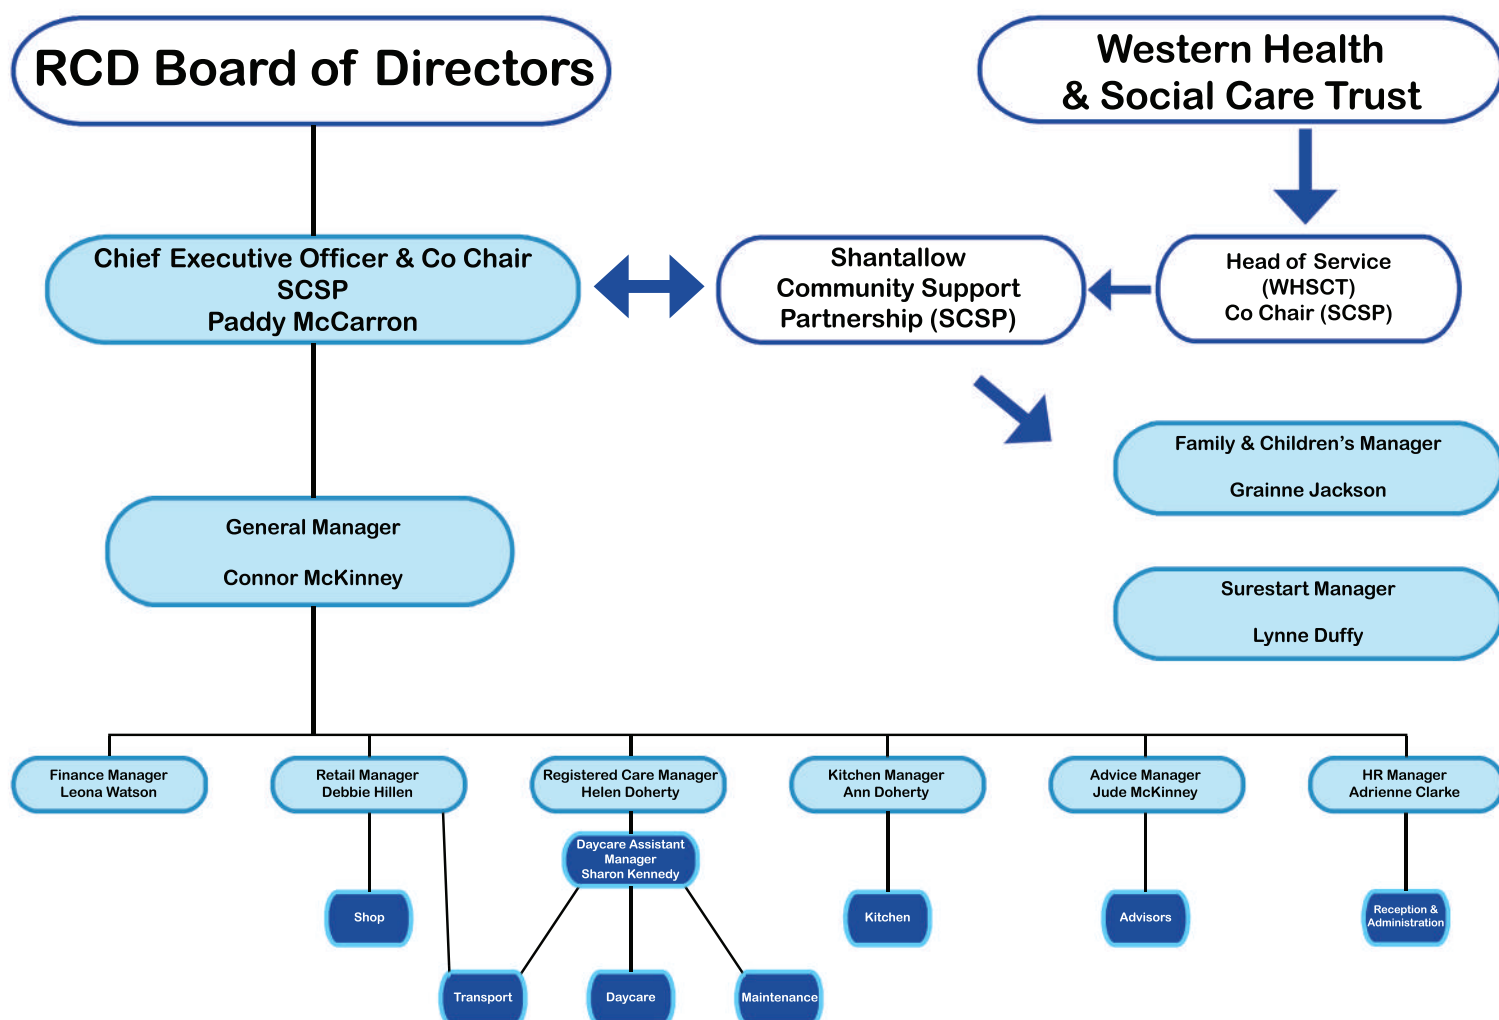 RCD Board of Directors
Western Health
& Social Care Trust
Chief Executive Officer & Co Chair
SCSP
Paddy McCarron
Shantallow
Community Support
Partnership (SCSP)
Head of Service
(WHSCT)
Co Chair (SCSP)
Family & Children’s Manager
Grainne Jackson
General Manager
Connor McKinney
Surestart Manager
Lynne Duffy
Finance Manager
Leona Watson
Retail Manager
Debbie Hillen
Registered Care Manager
Helen Doherty
Kitchen Manager
Ann Doherty
Advice Manager
Jude McKinney
HR Manager
Adrienne Clarke
Daycare Assistant
Manager
Sharon Kennedy
Shop
Kitchen
Advisors
Reception &
Administration
Transport
Daycare
Maintenance